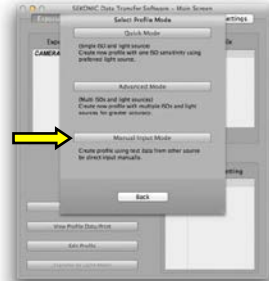 SEKONIC Data Transfer Software - Main Screen
Select Profile Mode
Quick Mode
(Single ISO and light source)
Create new profile with one ISO sensitivity using
preferred light source.
Advanced Mode
(Multi ISOs and light sources)
Create new profile with multiple ISOs and light
sources for greater accuracy.
Manual Input Mode
Create profile using test data from other source
by direct input manually.
Back
View Profile Data/Print
Edit Profile